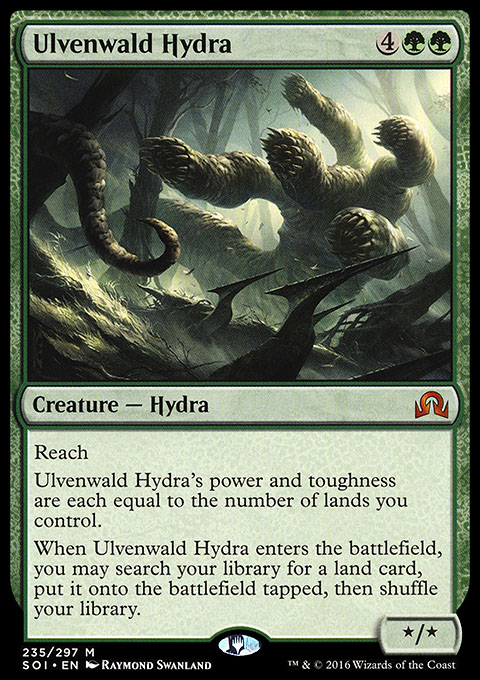 Ulvenwald Hydra 4
Creature — Hydra
Reach
Ulvenwald Hydra's power and toughness
are each equal to the number of lands you
control.
When Ulvenwald Hydra enters the battlefield,
you may search your library for a land card,
put it onto the battlefield tapped, then shuffle
your library.
*/*
235/297 M
SOI • EN RAYMOND SWANLAND
™ & © 2016 Wizards of the Coast